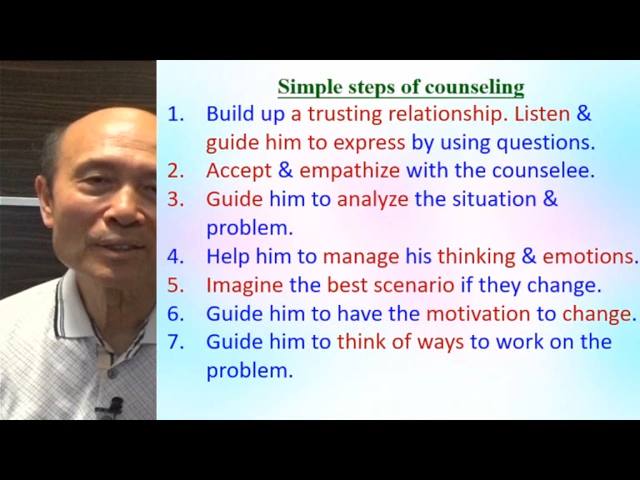 Simple steps of counseling
1. Build up a trusting relationship. Listen &
guide him to express by using questions.
2. Accept & empathize with the counselee.
3. Guide him to analyze the situation &
problem.
4. Help him to manage his thinking & emotions.
5. Imagine the best scenario if they change.
6. Guide him to have the motivation to change.
7. Guide him to think of ways to work on the
problem.